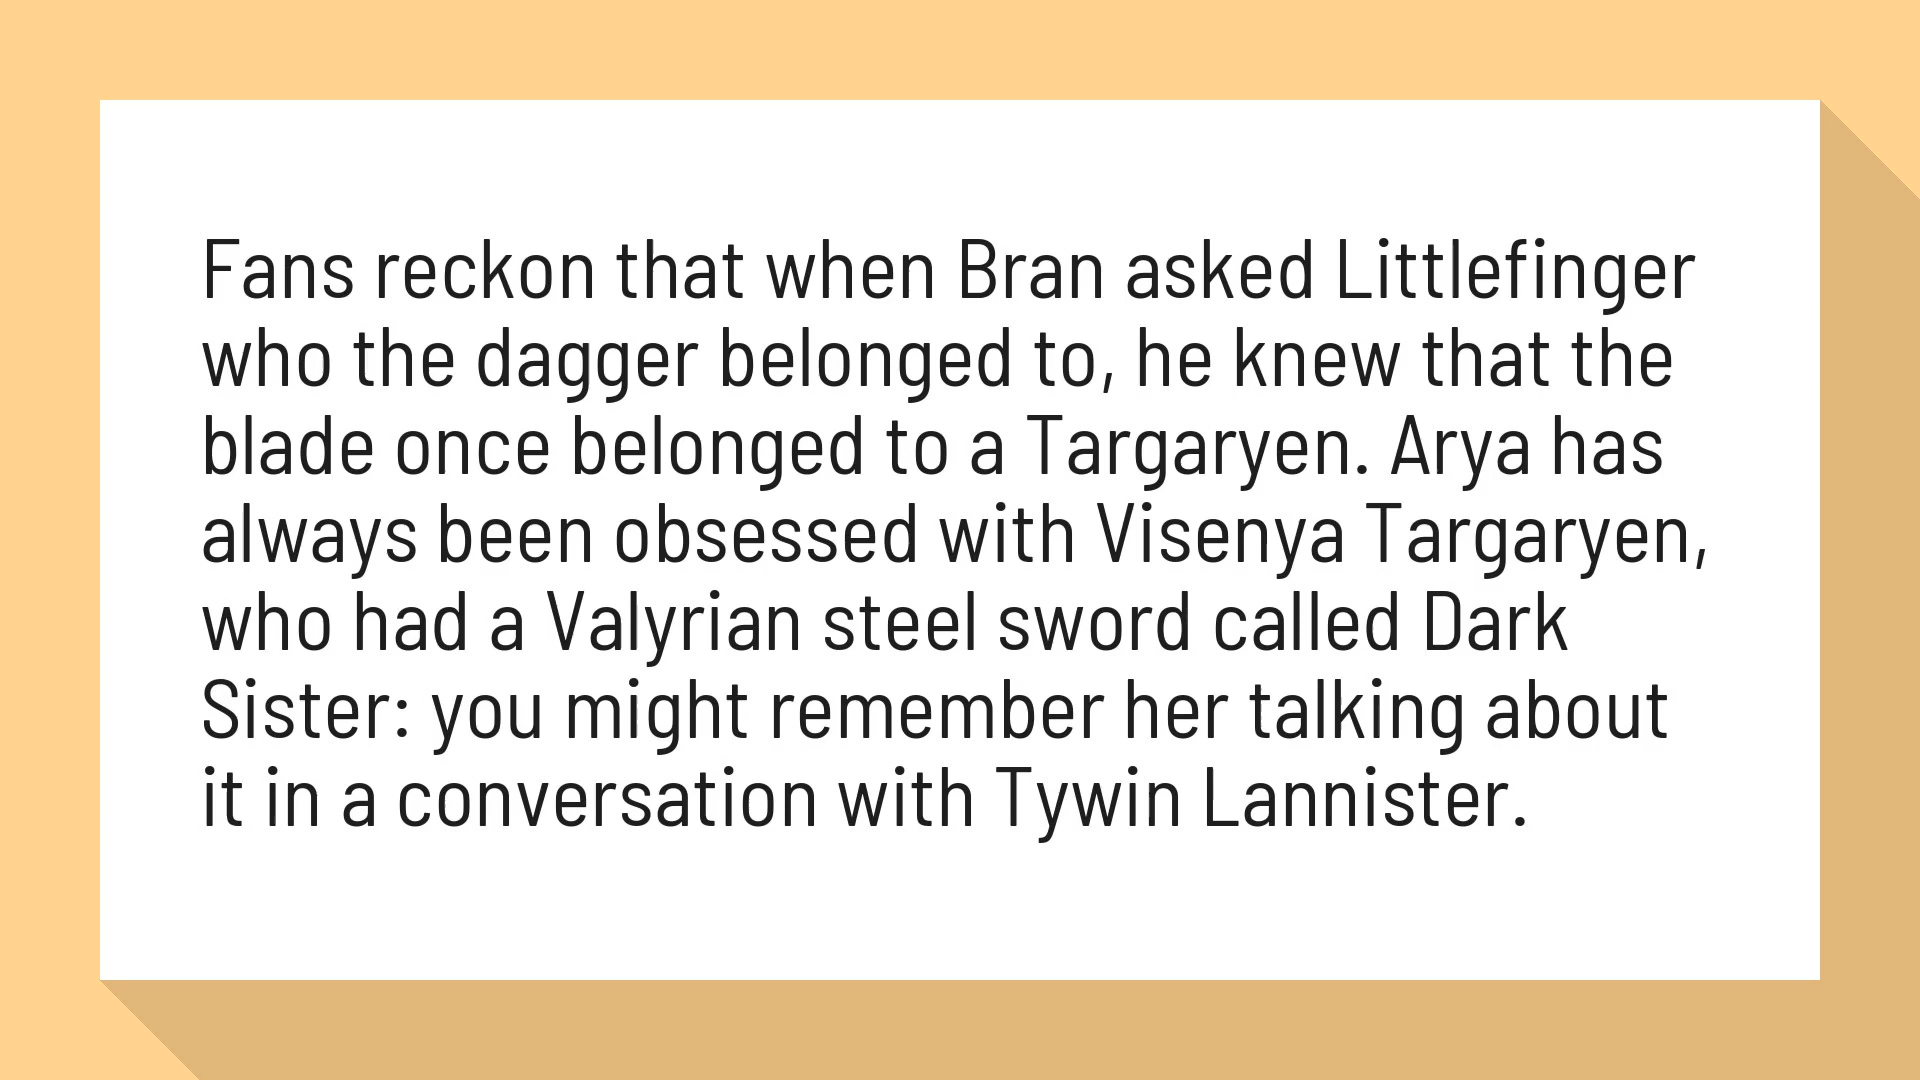 Fans reckon that when Bran asked Littlefinger
who the dagger belonged to, he knew that the
blade once belonged to a Targaryen. Arya has
always been obsessed with Visenya Targaryen,
who had a Valyrian steel sword called Dark
Sister: you might remember her talking about
it in a conversation with Tywin Lannister.